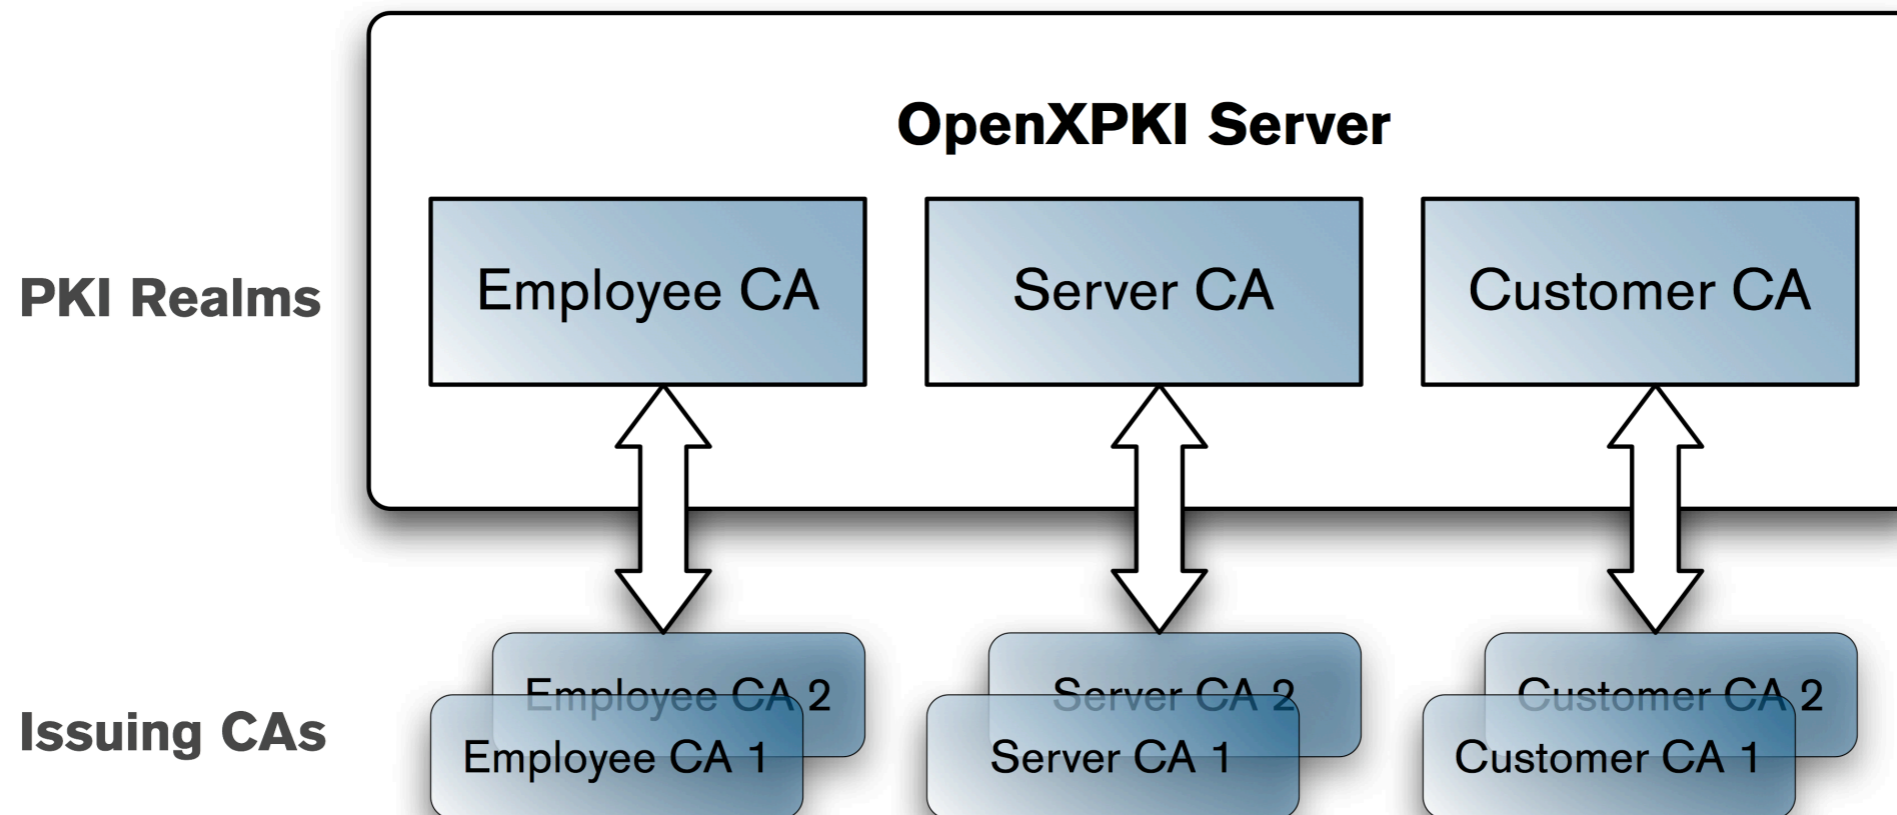 OpenXPKI Server
PKI Realms
Employee CA
Server CA
Customer CA
Issuing CAs
Employee CA 2
Employee CA 1
Server CA 2
Server CA 1
Customer CA 2
Customer CA 1